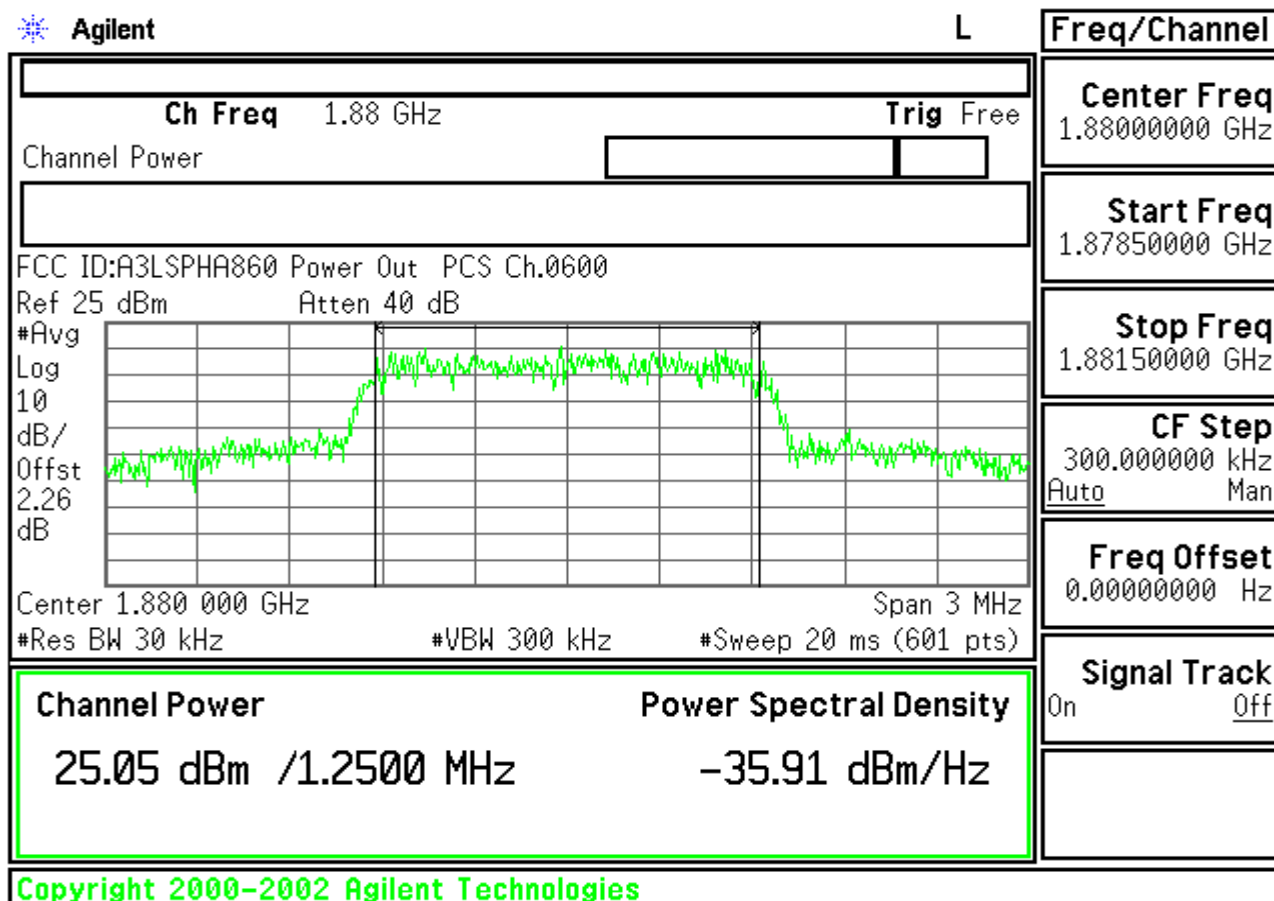 Agilent L
Ch Freq 1.88 GHz Trig Free
Channel Power
FCC ID:A3LSPHA860 Power Out PCS Ch.0600
Ref 25 dBm Atten 40 dB
#Avg
Log
10
dB/
Offst
2.26
dB
Center 1.880 000 GHz Span 3 MHz
#Res BW 30 kHz #VBW 300 kHz #Sweep 20 ms (601 pts)
Channel Power Power Spectral Density
25.05 dBm /1.2500 MHz -35.91 dBm/Hz
Copyright 2000-2002 Agilent Technologies
Freq/Channel
Center Freq
1.88000000 GHz
Start Freq
1.87850000 GHz
Stop Freq
1.88150000 GHz
CF Step
300.000000 kHz
Auto Man
Freq Offset
0.00000000 Hz
Signal Track
On Off